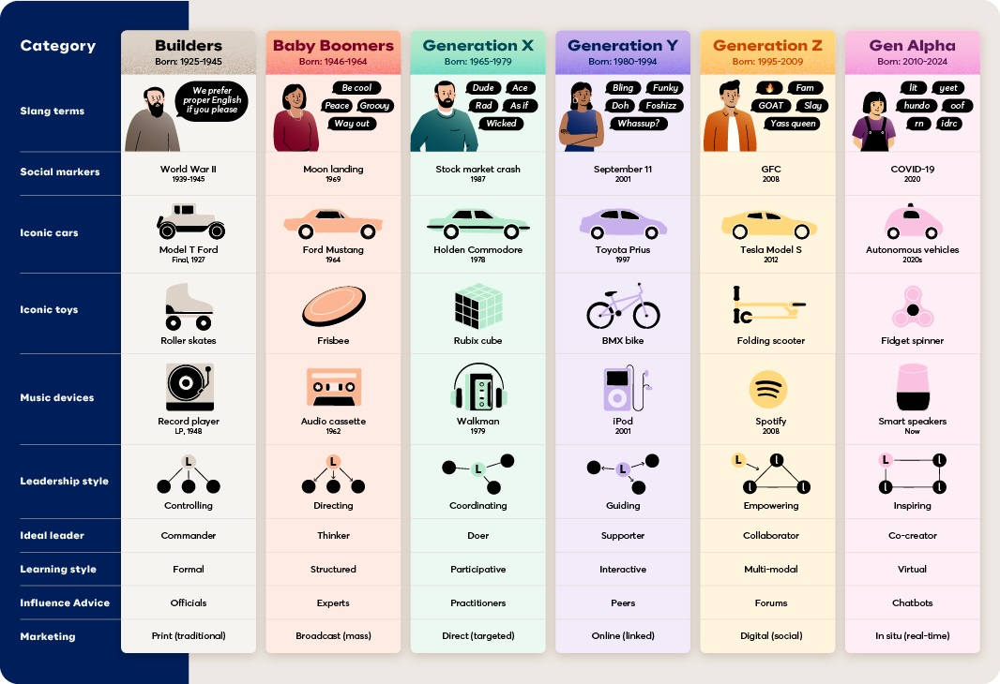 Category
Builders
Born: 1925-1945
Baby Boomers
Born: 1946-1964
Generation X
Born: 1965-1979
Generation Y
Born: 1980-1994
Generation Z
Born: 1995-2009
Gen Alpha
Born: 2010-2024
Slang terms
We prefer
proper English
if you please
Be cool
Peace Groovy
Way out
Dude Ace
Rad As if
Wicked
Bling Funky
Doh Foshizz
Whassup?
🔥 Fam
GOAT Slay
Yass queen
lit yeet
hundo oof
rn idrc
Social markers
World War II
1939-1945
Moon landing
1969
Stock market crash
1987
September 11
2001
GFC
2008
COVID-19
2020
Iconic cars
Model T Ford
Final, 1927
Ford Mustang
1964
Holden Commodore
1978
Toyota Prius
1997
Tesla Model S
2012
Autonomous vehicles
2020s
Iconic toys
Roller skates
Frisbee
Rubix cube
BMX bike
Folding scooter
Fidget spinner
Music devices
Record player
LP, 1948
Audio cassette
1962
Walkman
1979
iPod
2001
Spotify
2008
Smart speakers
Now
Leadership style
L
Controlling
L
Directing
L
Coordinating
L
Guiding
L l
l l
Empowering
L l
l l
Inspiring
Ideal leader
Commander
Thinker
Doer
Supporter
Collaborator
Co-creator
Learning style
Formal
Structured
Participative
Interactive
Multi-modal
Virtual
Influence Advice
Officials
Experts
Practitioners
Peers
Forums
Chatbots
Marketing
Print (traditional)
Broadcast (mass)
Direct (targeted)
Online (linked)
Digital (social)
In situ (real-time)